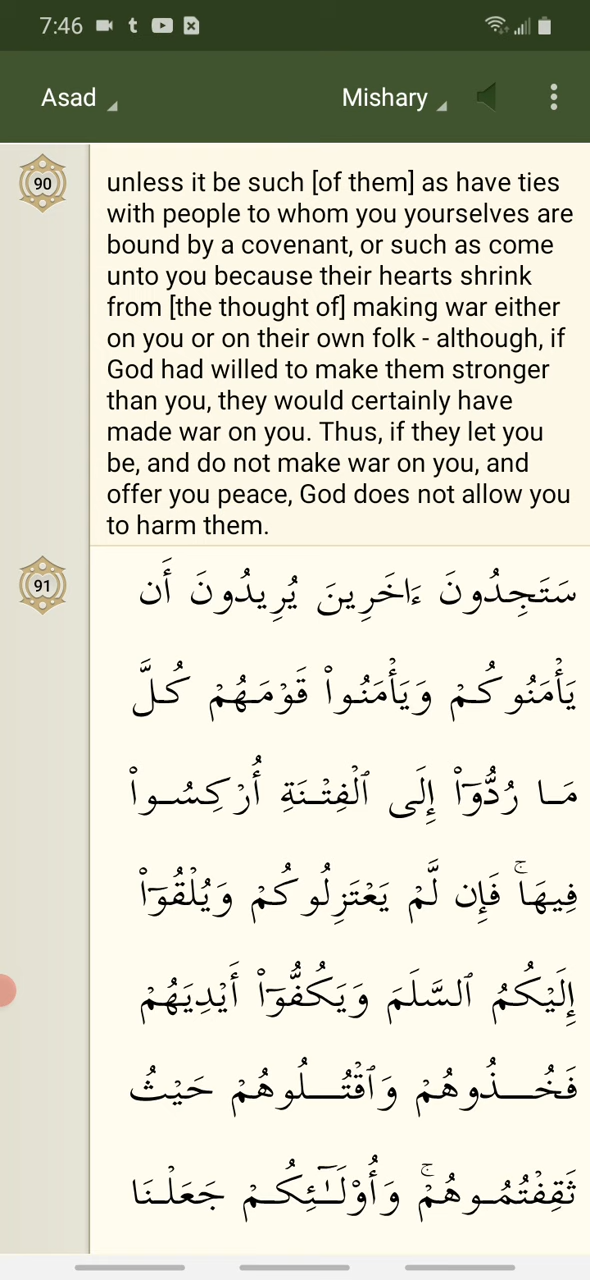 7:46
Asad
Mishary
90
unless it be such [of them] as have ties
with people to whom you yourselves are
bound by a covenant, or such as come
unto you because their hearts shrink
from [the thought of] making war either
on you or on their own folk - although, if
God had willed to make them stronger
than you, they would certainly have
made war on you. Thus, if they let you
be, and do not make war on you, and
offer you peace, God does not allow you
to harm them.
91
سَتَجِدُونَ ءَاخَرِينَ يُرِيدُونَ أَن
يَأْمَنُوكُمْ وَيَأْمَنُوا۟ قَوْمَهُمْ كُلَّ
مَا رُدُّوٓا۟ إِلَى ٱلْفِتْنَةِ أُرْكِسُوا۟
فِيهَا ۚ فَإِن لَّمْ يَعْتَزِلُوكُمْ وَيُلْقُوٓا۟
إِلَيْكُمُ ٱلسَّلَمَ وَيَكُفُّوٓا۟ أَيْدِيَهُمْ
فَخُذُوهُمْ وَٱقْتُلُوهُمْ حَيْثُ
ثَقِفْتُمُوهُمْ ۚ وَأُو۟لَـٰٓئِكُمْ جَعَلْنَا